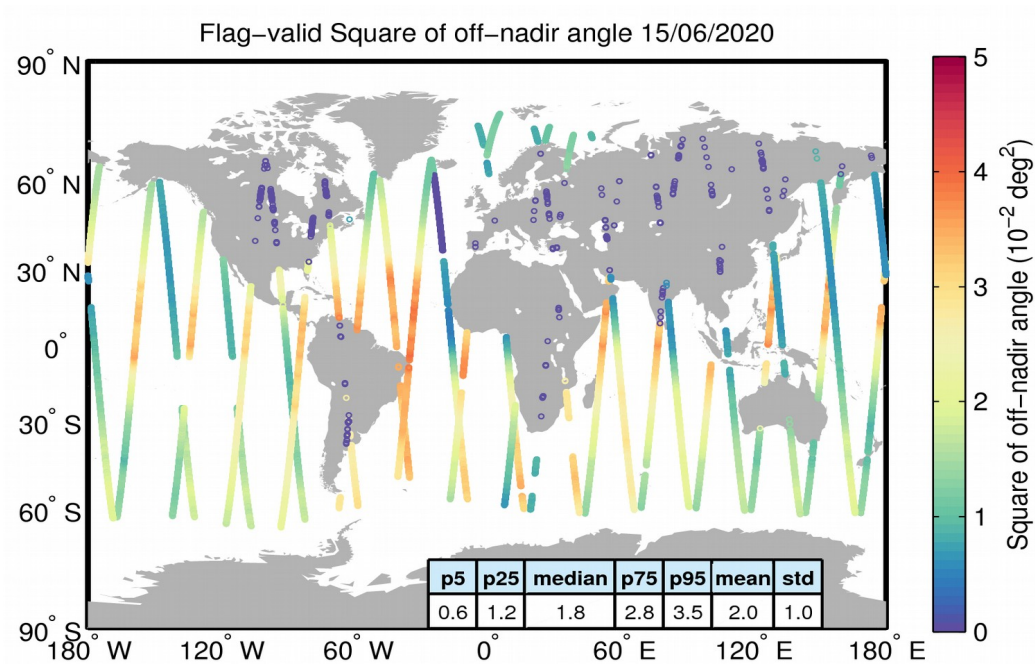 Flag-valid Square of off-nadir angle 15/06/2020
90° N
60° N
30° N
0°
30° S
60° S
90° S
180° W
120° W
60° W
0°
60° E
120° E
180° E
p5 p25 median p75 p95 mean std
0.6 1.2 1.8 2.8 3.5 2.0 1.0
5
4
3
2
1
0
Square of off-nadir angle (10⁻² deg²)